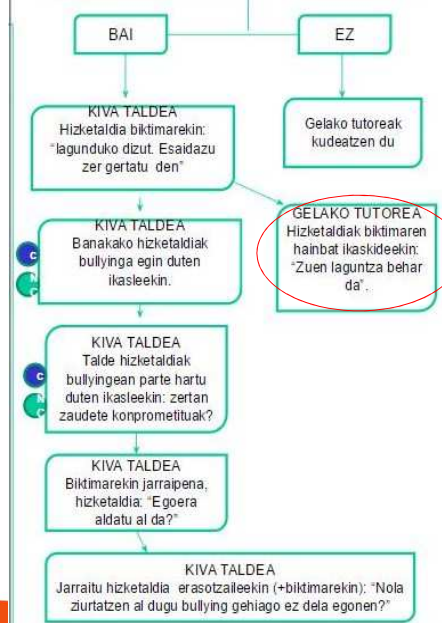 BAI
EZ
KIVA TALDEA
Hizketaldia biktimarekin:
“lagunduko dizut. Esaidazu
zer gertatu den”
Gelako tutoreak
kudeatzen du
GELAKO TUTOREA
Hizketaldiak biktimaren
hainbat ikaskideekin:
“Zuen laguntza behar
da”.
KIVA TALDEA
Banakako hizketaldiak
bullyinga egin duten
ikasleekin.
C
N
C
KIVA TALDEA
Talde hizketaldiak
bullyingean parte hartu
duten ikasleekin: zertan
zaudete konprometituak?
C
N
C
KIVA TALDEA
Biktimarekin jarraipena,
hizketaldia: “Egoera
aldatu al da?”
KIVA TALDEA
Jarraitu hizketaldia erasotzaileekin (+biktimarekin): “Nola
ziurtatzen al dugu bullying gehiago ez dela egonen?”